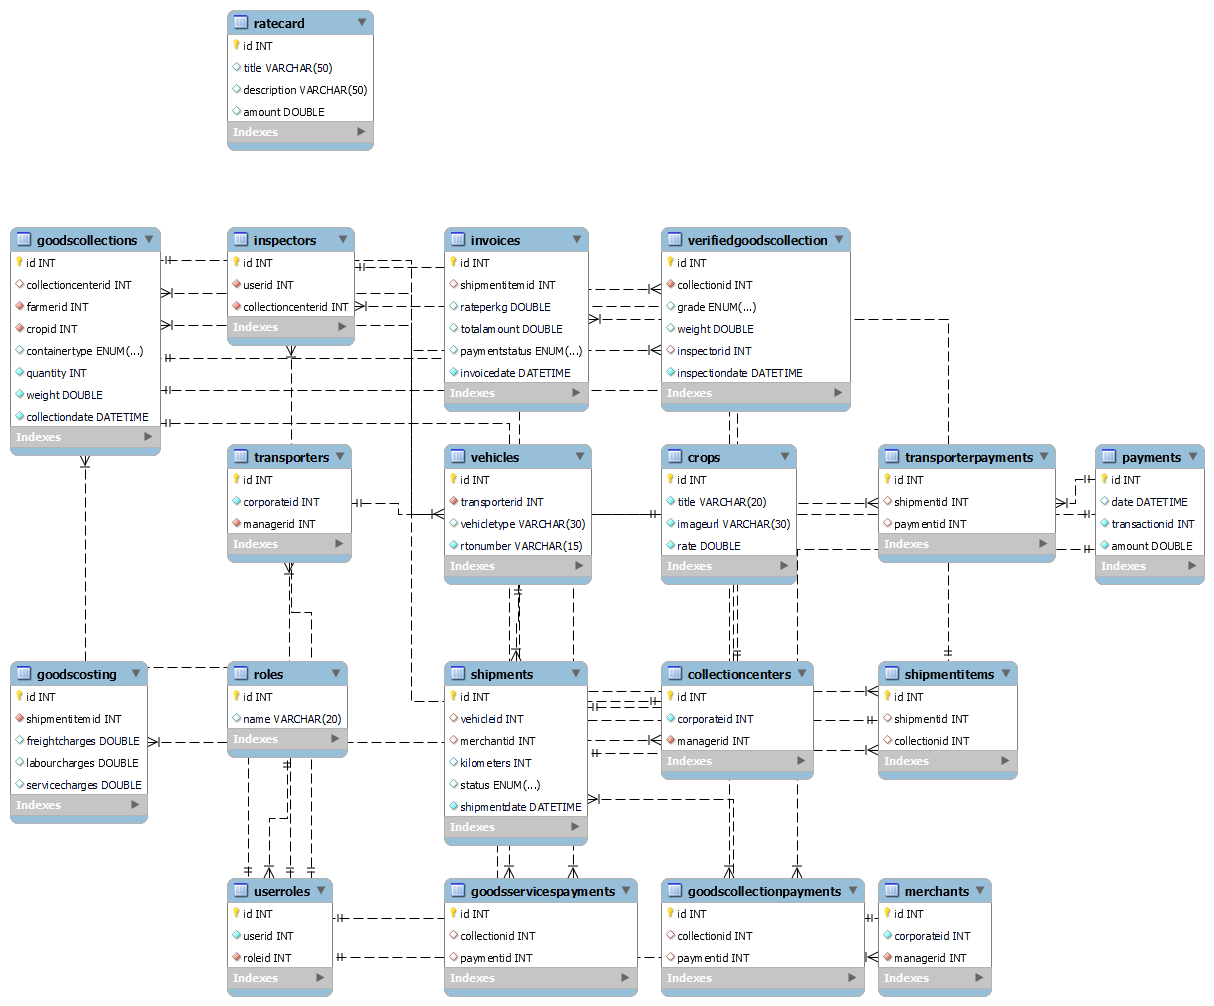 ratecard
id INT
title VARCHAR(50)
description VARCHAR(50)
amount DOUBLE
Indexes
goodscollections
id INT
collectioncenterid INT
farmerid INT
cropid INT
containertype ENUM(...)
quantity INT
weight DOUBLE
collectiondate DATETIME
Indexes
inspectors
id INT
userid INT
collectioncenterid INT
Indexes
invoices
id INT
shipmentitemid INT
rateperkg DOUBLE
totalamount DOUBLE
paymentstatus ENUM(...)
invoicedate DATETIME
Indexes
verifiedgoodscollection
id INT
collectionid INT
grade ENUM(...)
weight DOUBLE
inspectorid INT
inspectiondate DATETIME
Indexes
transporters
id INT
corporateid INT
managerid INT
Indexes
vehicles
id INT
transporterid INT
vehicletype VARCHAR(30)
rtonumber VARCHAR(15)
Indexes
crops
id INT
title VARCHAR(20)
imageurl VARCHAR(30)
rate DOUBLE
Indexes
transporterpayments
id INT
shipmentid INT
paymentid INT
Indexes
payments
id INT
date DATETIME
transactionid INT
amount DOUBLE
Indexes
goodscosting
id INT
shipmentitemid INT
freightcharges DOUBLE
labourcharges DOUBLE
servicecharges DOUBLE
Indexes
roles
id INT
name VARCHAR(20)
Indexes
shipments
id INT
vehicleid INT
merchantid INT
kilometers INT
status ENUM(...)
shipmentdate DATETIME
Indexes
collectioncenters
id INT
corporateid INT
managerid INT
Indexes
shipmentitems
id INT
shipmentid INT
collectionid INT
Indexes
userroles
id INT
userid INT
roleid INT
Indexes
goodsservicespayments
id INT
collectionid INT
paymentid INT
Indexes
goodscollectionpayments
id INT
collectionid INT
paymentid INT
Indexes
merchants
id INT
corporateid INT
managerid INT
Indexes